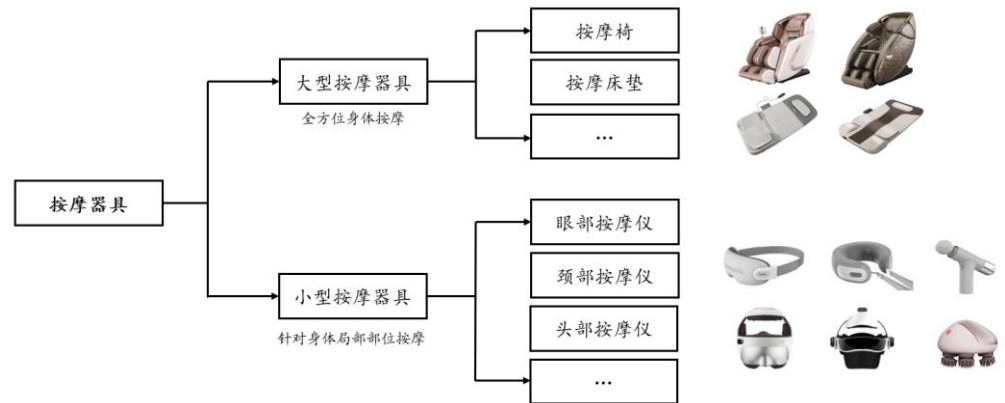 按摩椅
大型按摩器具
按摩床垫
全方位身体按摩
…
按摩器具
眼部按摩仪
颈部按摩仪
小型按摩器具
针对身体局部部位按摩
头部按摩仪
…